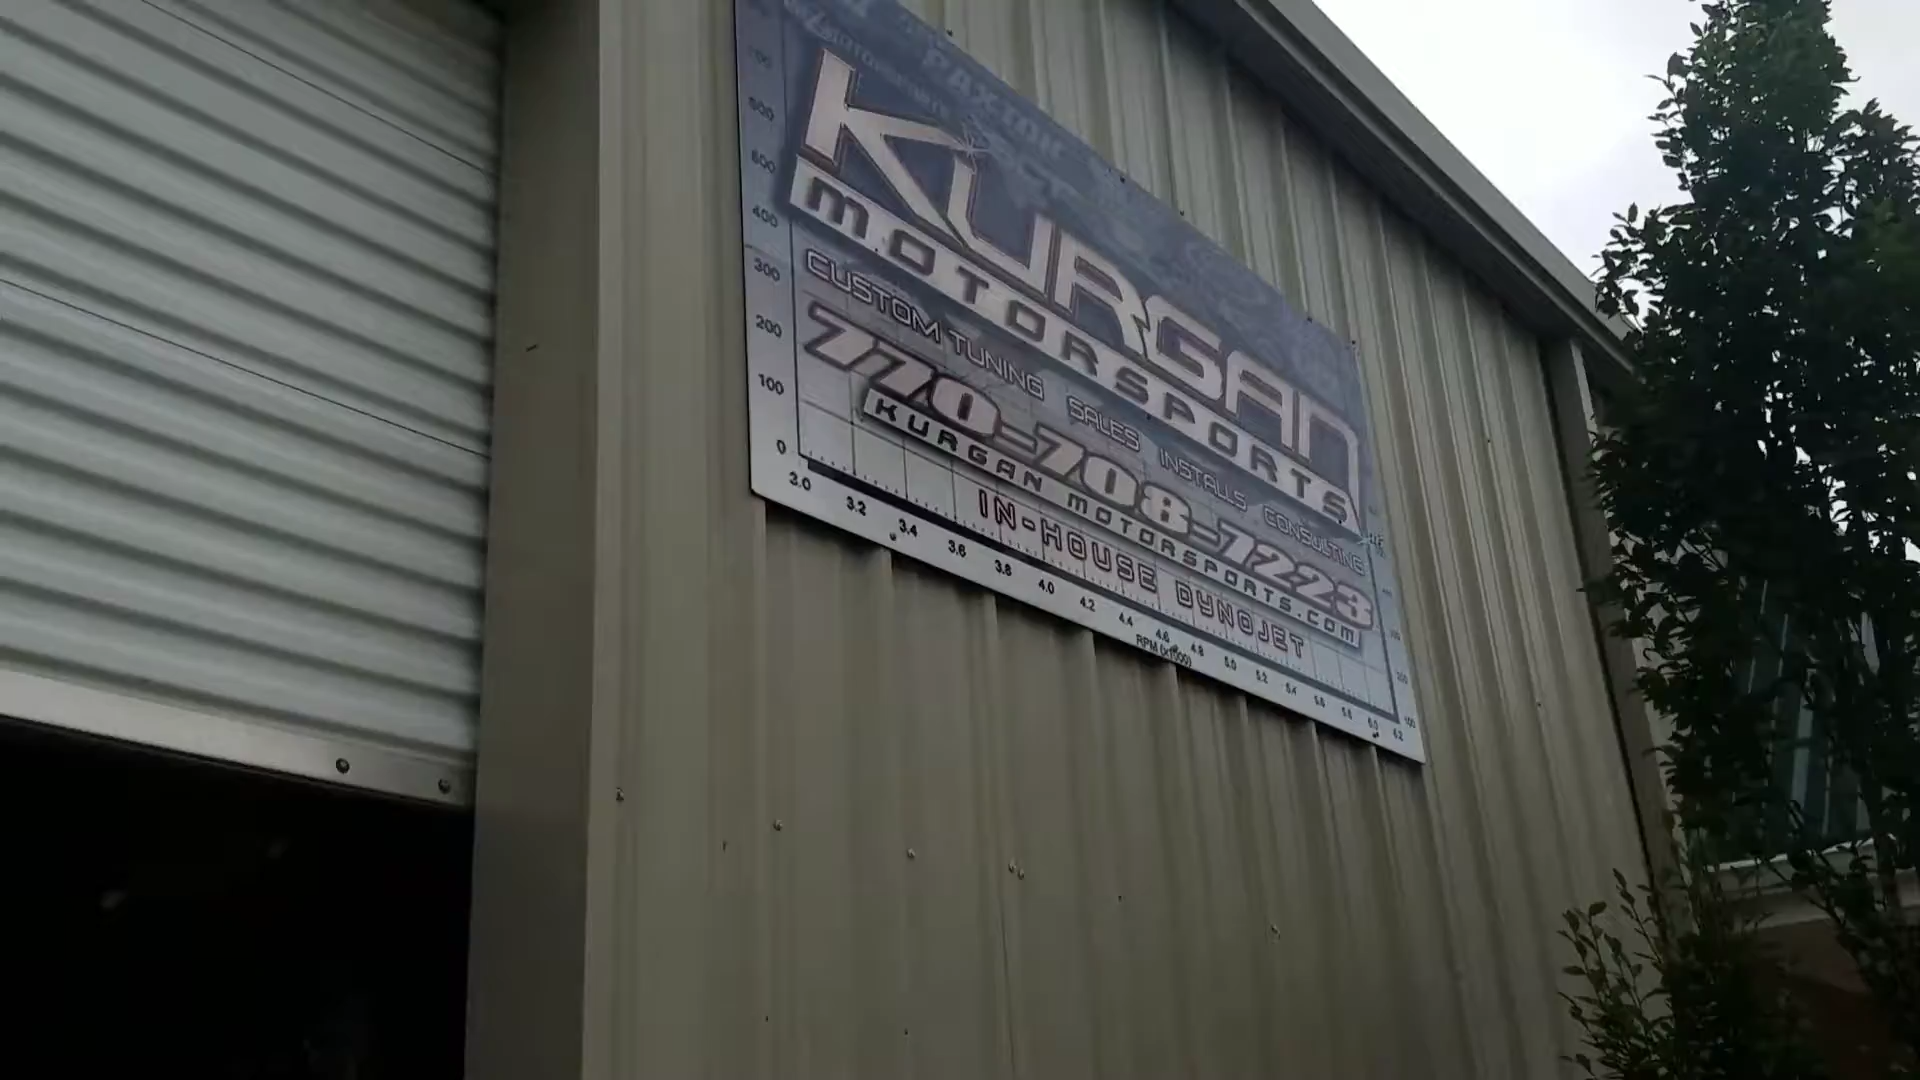 PAXTON
KURGAN
MOTORSPORTS
CUSTOM TUNING SALES INSTALLS CONSULTING
770-708-7223
KURGAN MOTORSPORTS.COM
IN-HOUSE DYNOJET
600
400
300
200
100
0
3.0 3.2 3.4 3.6 3.8 4.0 4.2 4.4 4.6 4.8 5.0 5.2 5.4 5.6 5.8 6.0 6.2
RPM (x1000)